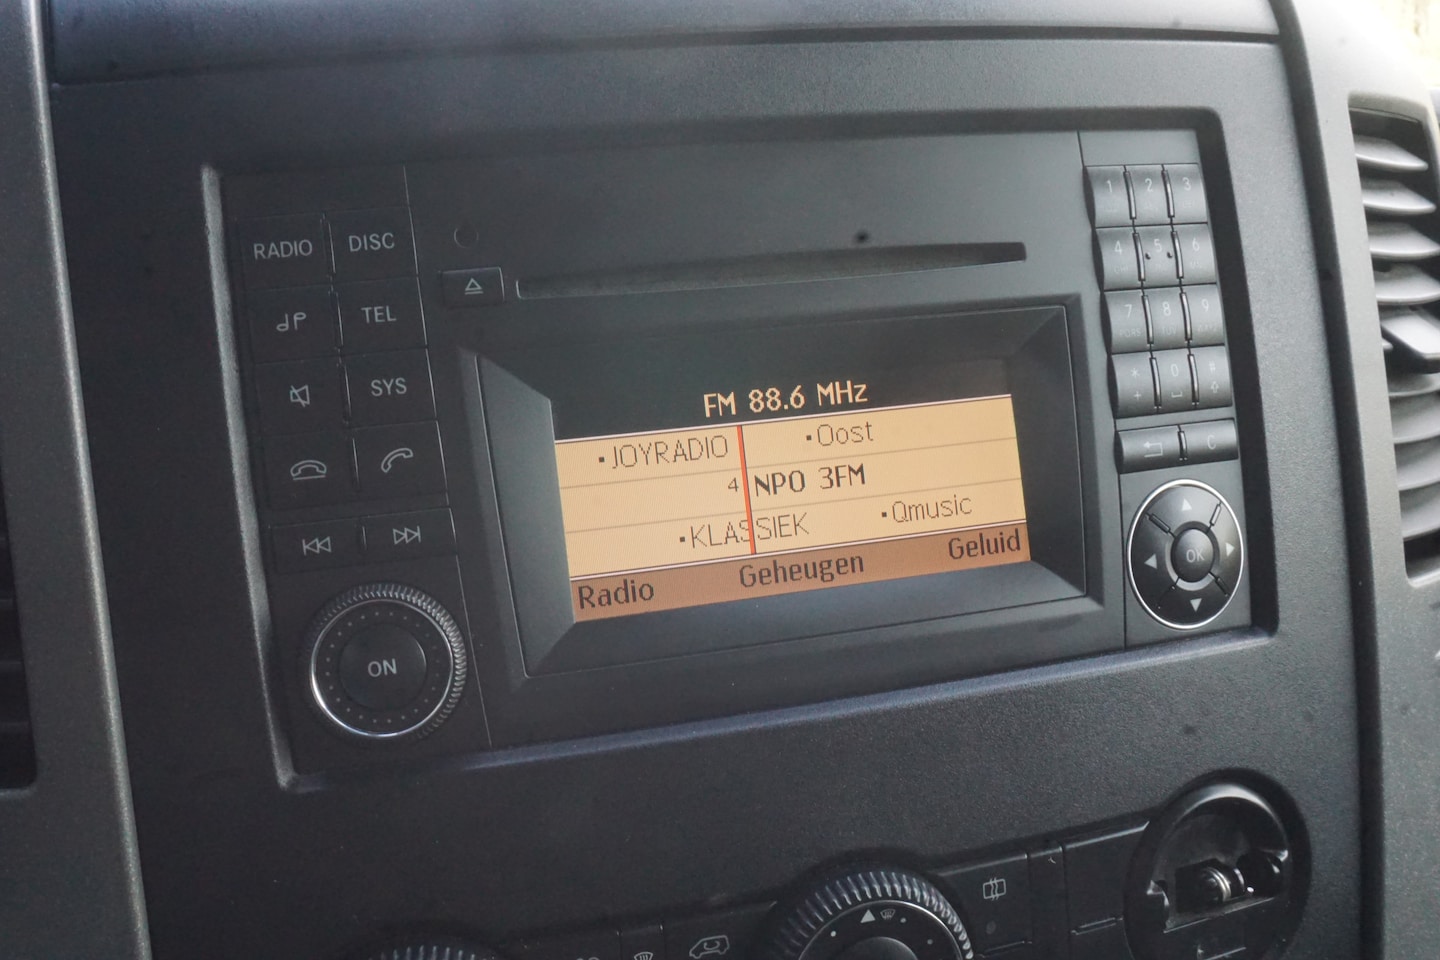 RADIO DISC
TEL
SYS
ON
FM 88.6 MHz
▪JOYRADIO ▪Oost
4 NPO 3FM
▪KLASSIEK ▪Qmusic
Radio Geheugen Geluid
1 2 3
4 5 6
7 8 9
* 0 #
+
C
OK